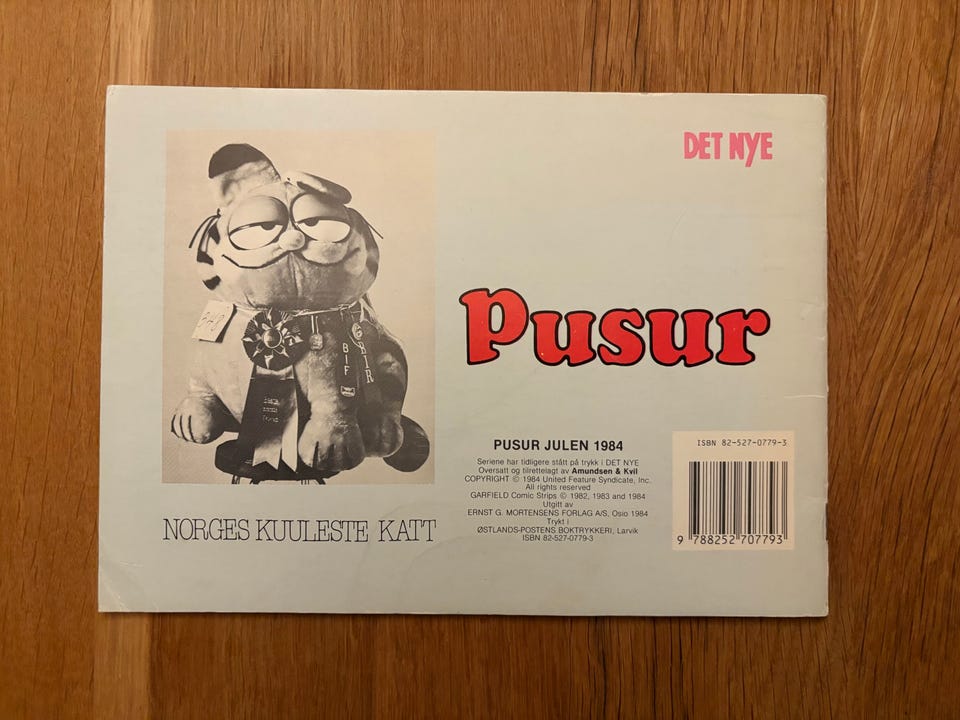 DET NYE
Pusur
BIF
BIR
NORGES KUULESTE KATT
PUSUR JULEN 1984
Seriene har tidligere stått på trykk i DET NYE
Oversatt og tilrettelagt av Amundsen & Kvil
COPYRIGHT © 1984 United Feature Syndicate, Inc.
All rights reserved
GARFIELD Comic Strips © 1982, 1983 and 1984
Utgitt av
ERNST G. MORTENSENS FORLAG A/S, Oslo 1984
Trykt i
ØSTLANDS-POSTENS BOKTRYKKERI, Larvik
ISBN 82-527-0779-3
ISBN 82-527-0779-3
9 788252 707793